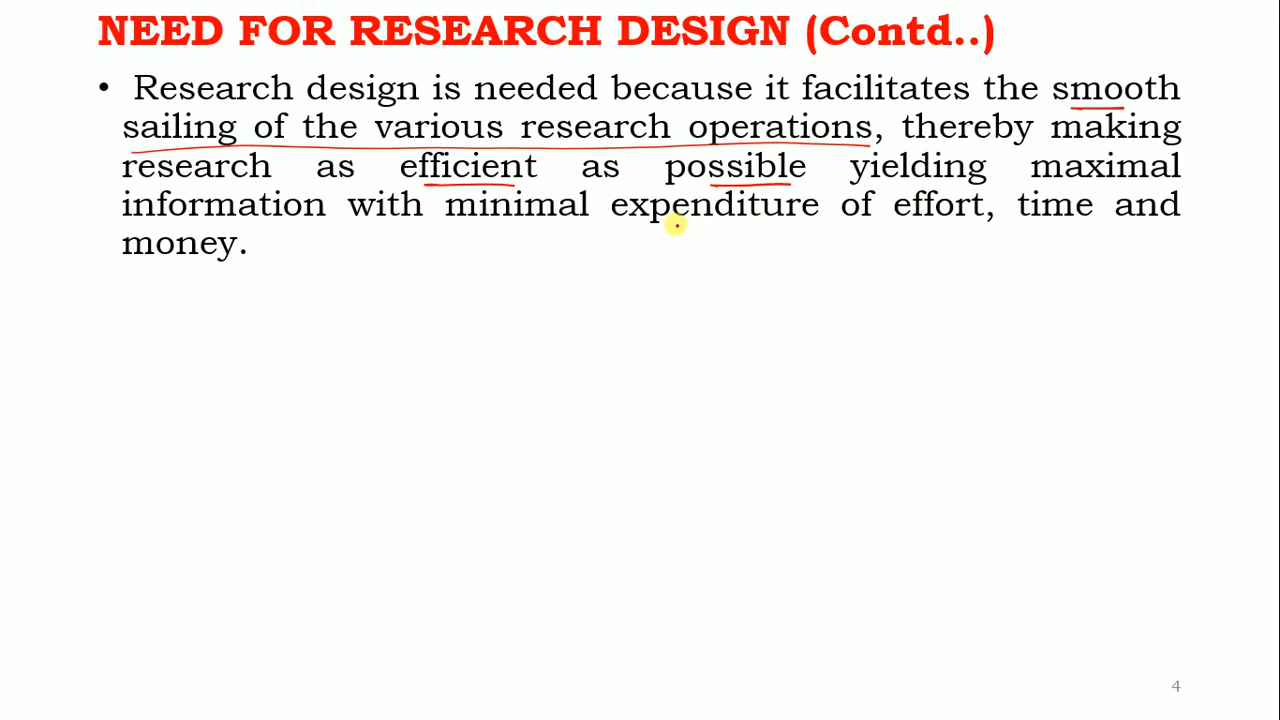 NEED FOR RESEARCH DESIGN (Contd..)
• Research design is needed because it facilitates the smooth
sailing of the various research operations, thereby making
research as efficient as possible yielding maximal
information with minimal expenditure of effort, time and
money.
4